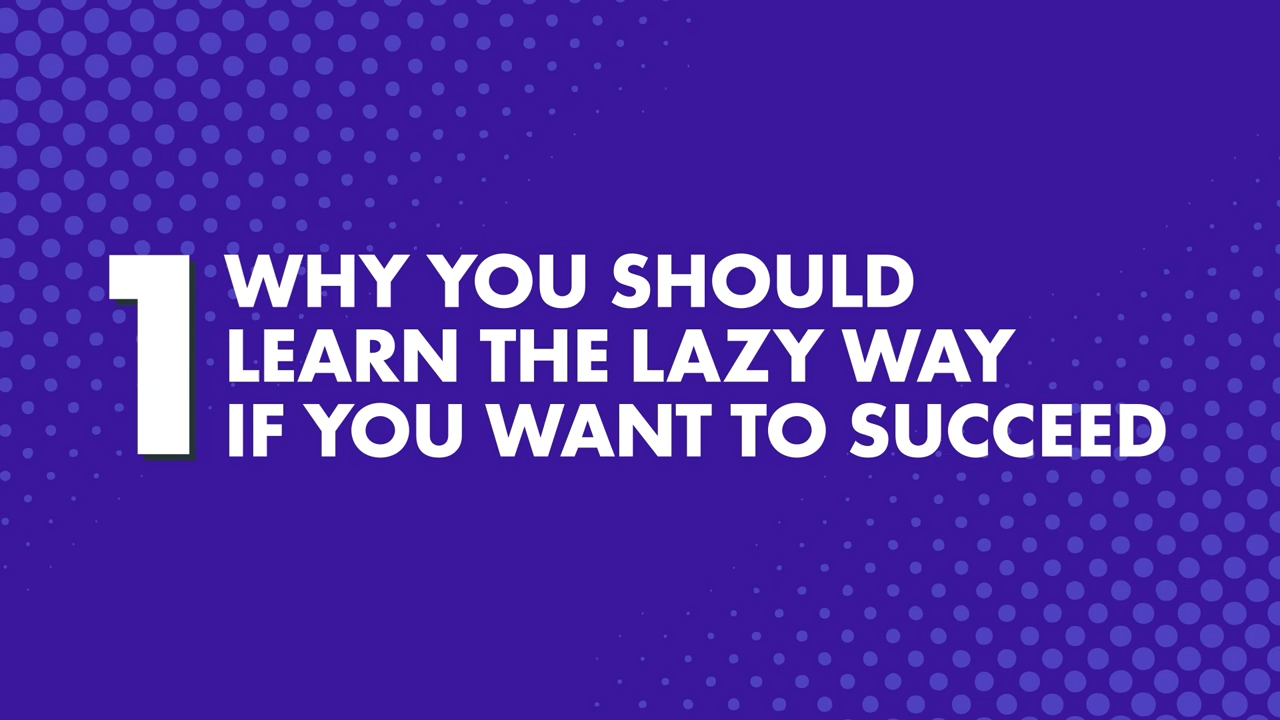 1
WHY YOU SHOULD
LEARN THE LAZY WAY
IF YOU WANT TO SUCCEED